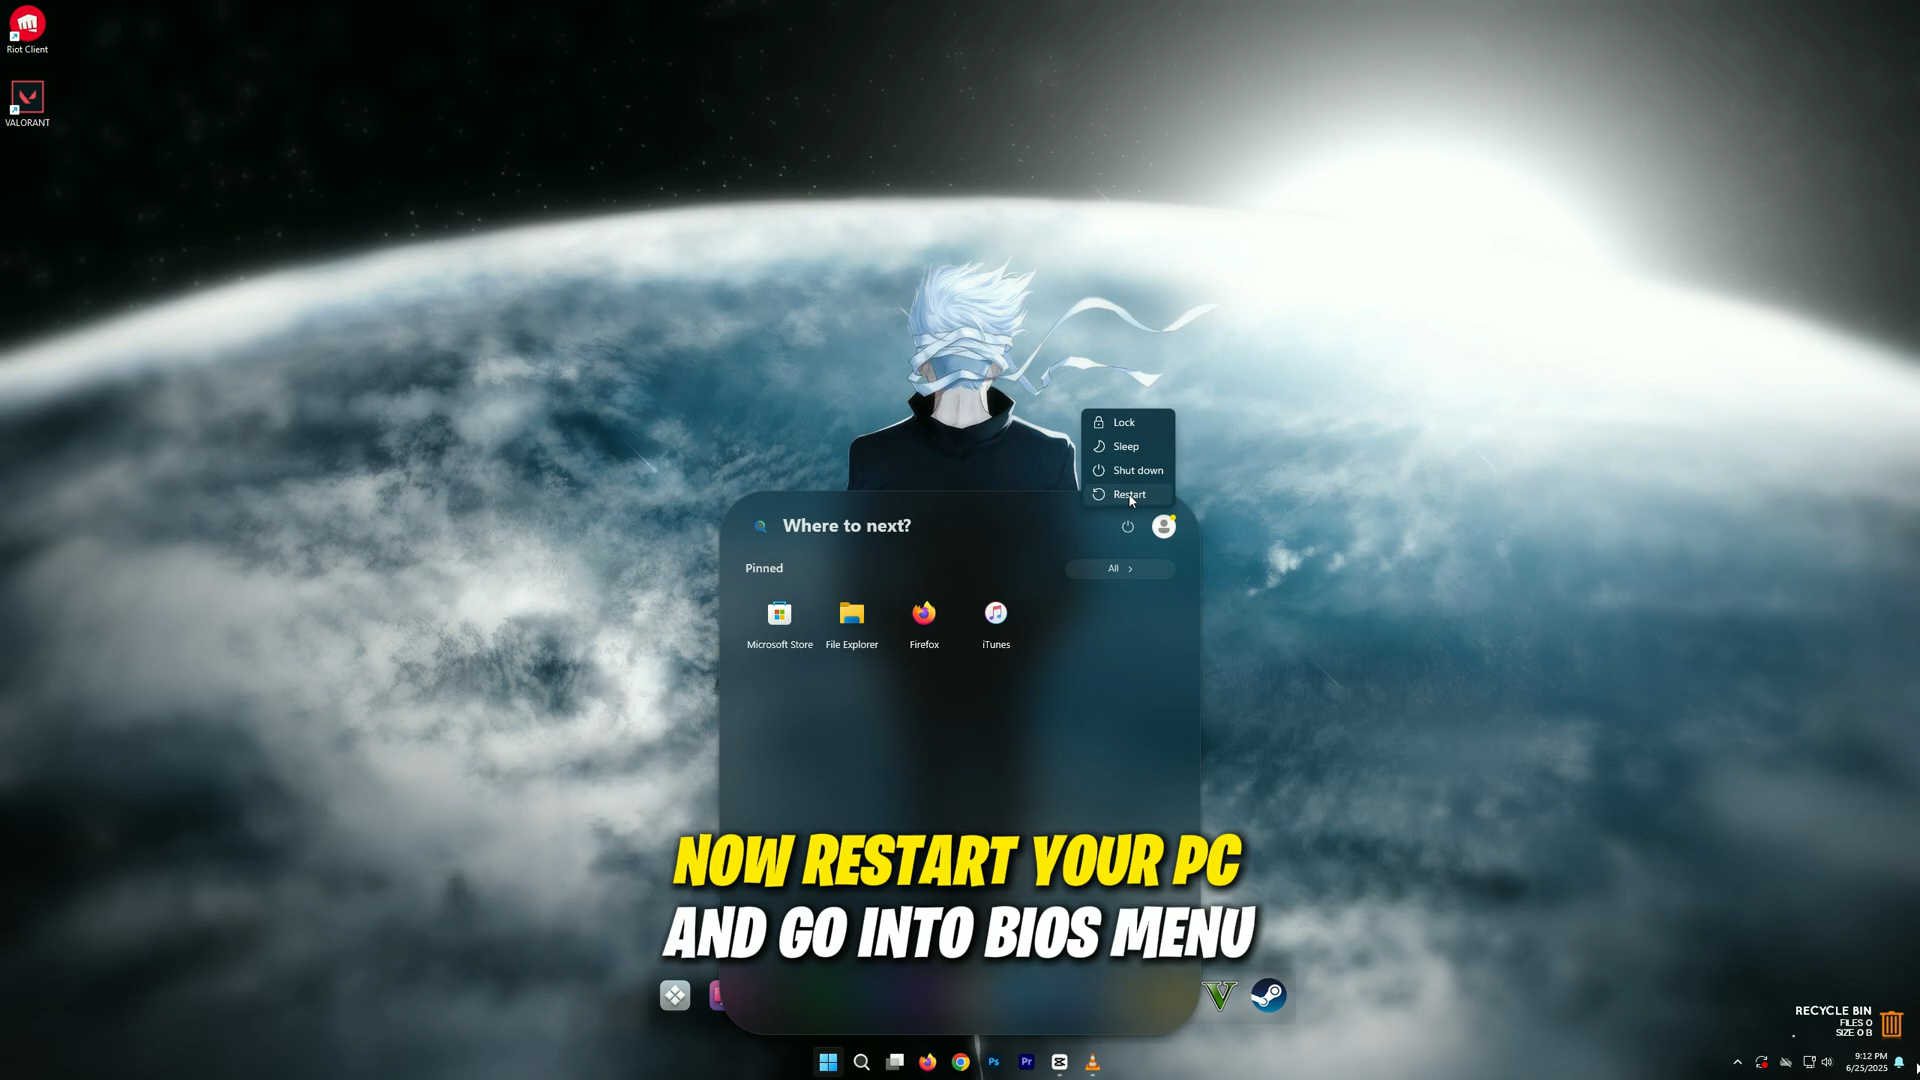 Riot Client
VALORANT
Lock
Sleep
Shut down
Restart
Where to next?
Pinned
All
Microsoft Store
File Explorer
Firefox
iTunes
NOW RESTART YOUR PC
AND GO INTO BIOS MENU
RECYCLE BIN
FILES 0
SIZE 0 B
Ps
Pr
9:12 PM
6/25/2025